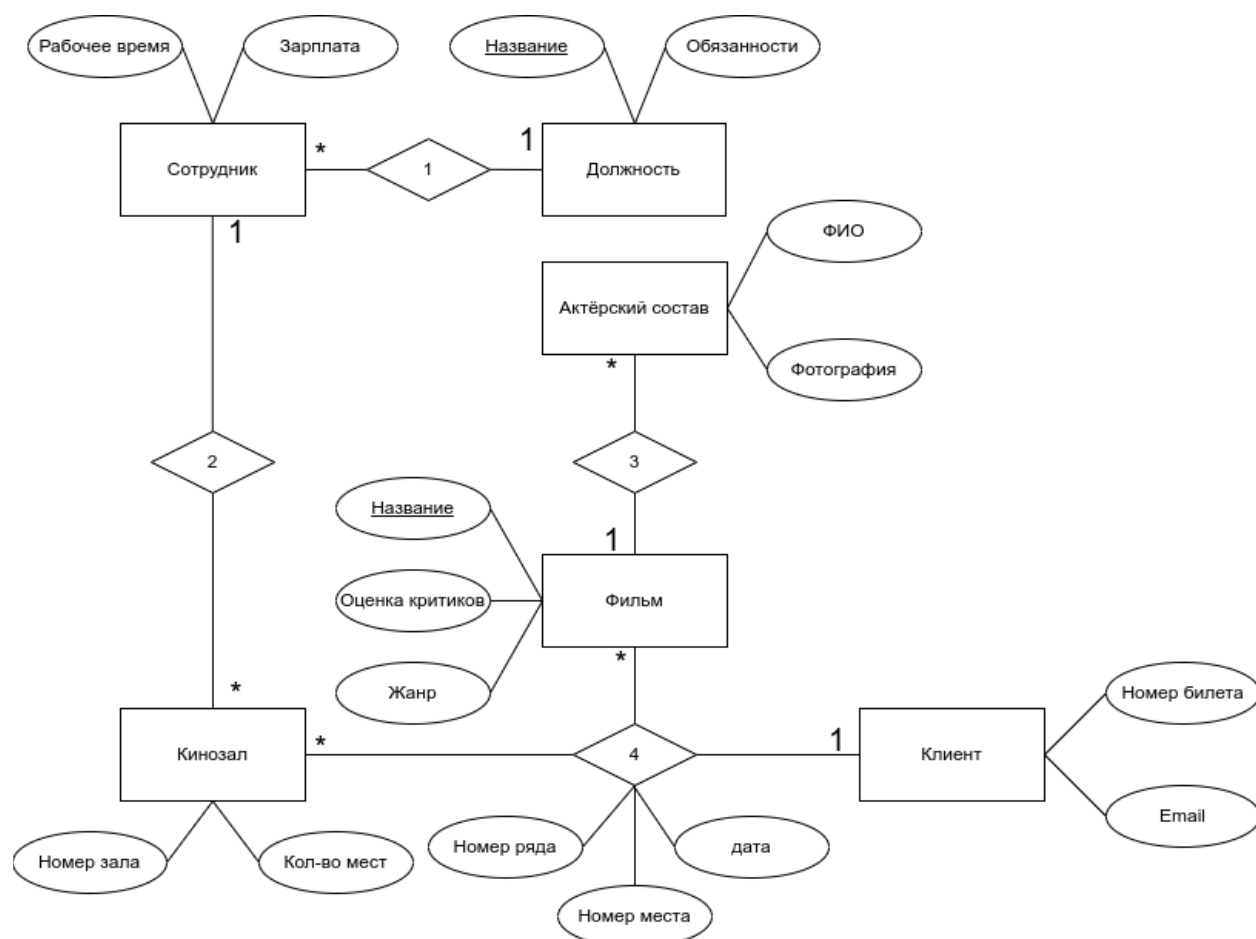 Рабочее время
Зарплата
Название
Обязанности
Сотрудник
*
1
1
Должность
1
ФИО
Актёрский состав
*
Фотография
2
3
Название
1
Оценка критиков
Фильм
*
Жанр
*
Номер билета
Кинозал
*
4
1
Клиент
Email
Номер ряда
дата
Номер зала
Кол-во мест
Номер места